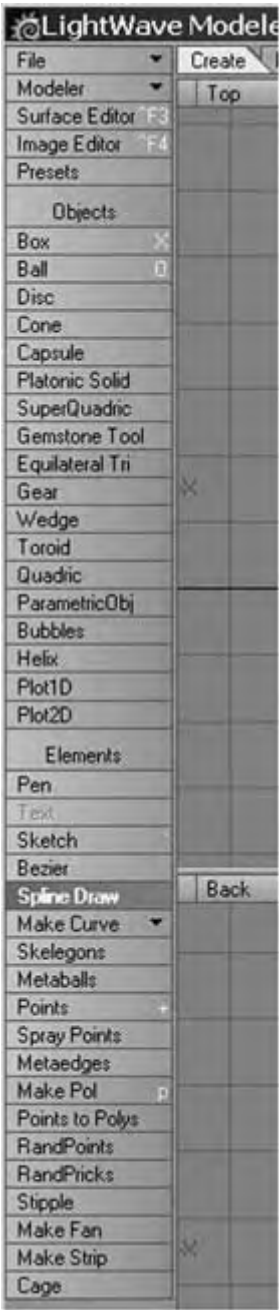 LightWave Modele
File
Create
Modeler
Top
Surface Editor ^F3
Image Editor ^F4
Presets
Objects
Box X
Ball O
Disc
Cone
Capsule
Platonic Solid
SuperQuadric
Gemstone Tool
Equilateral Tri
Gear
Wedge
Toroid
Quadric
ParametricObj
Bubbles
Helix
Plot1D
Plot2D
Elements
Pen
Text
Sketch
Bezier
Spline Draw
Back
Make Curve
Skelegons
Metaballs
Points +
Spray Points
Metaedges
Make Pol p
Points to Polys
RandPoints
RandPricks
Stipple
Make Fan
Make Strip
Cage